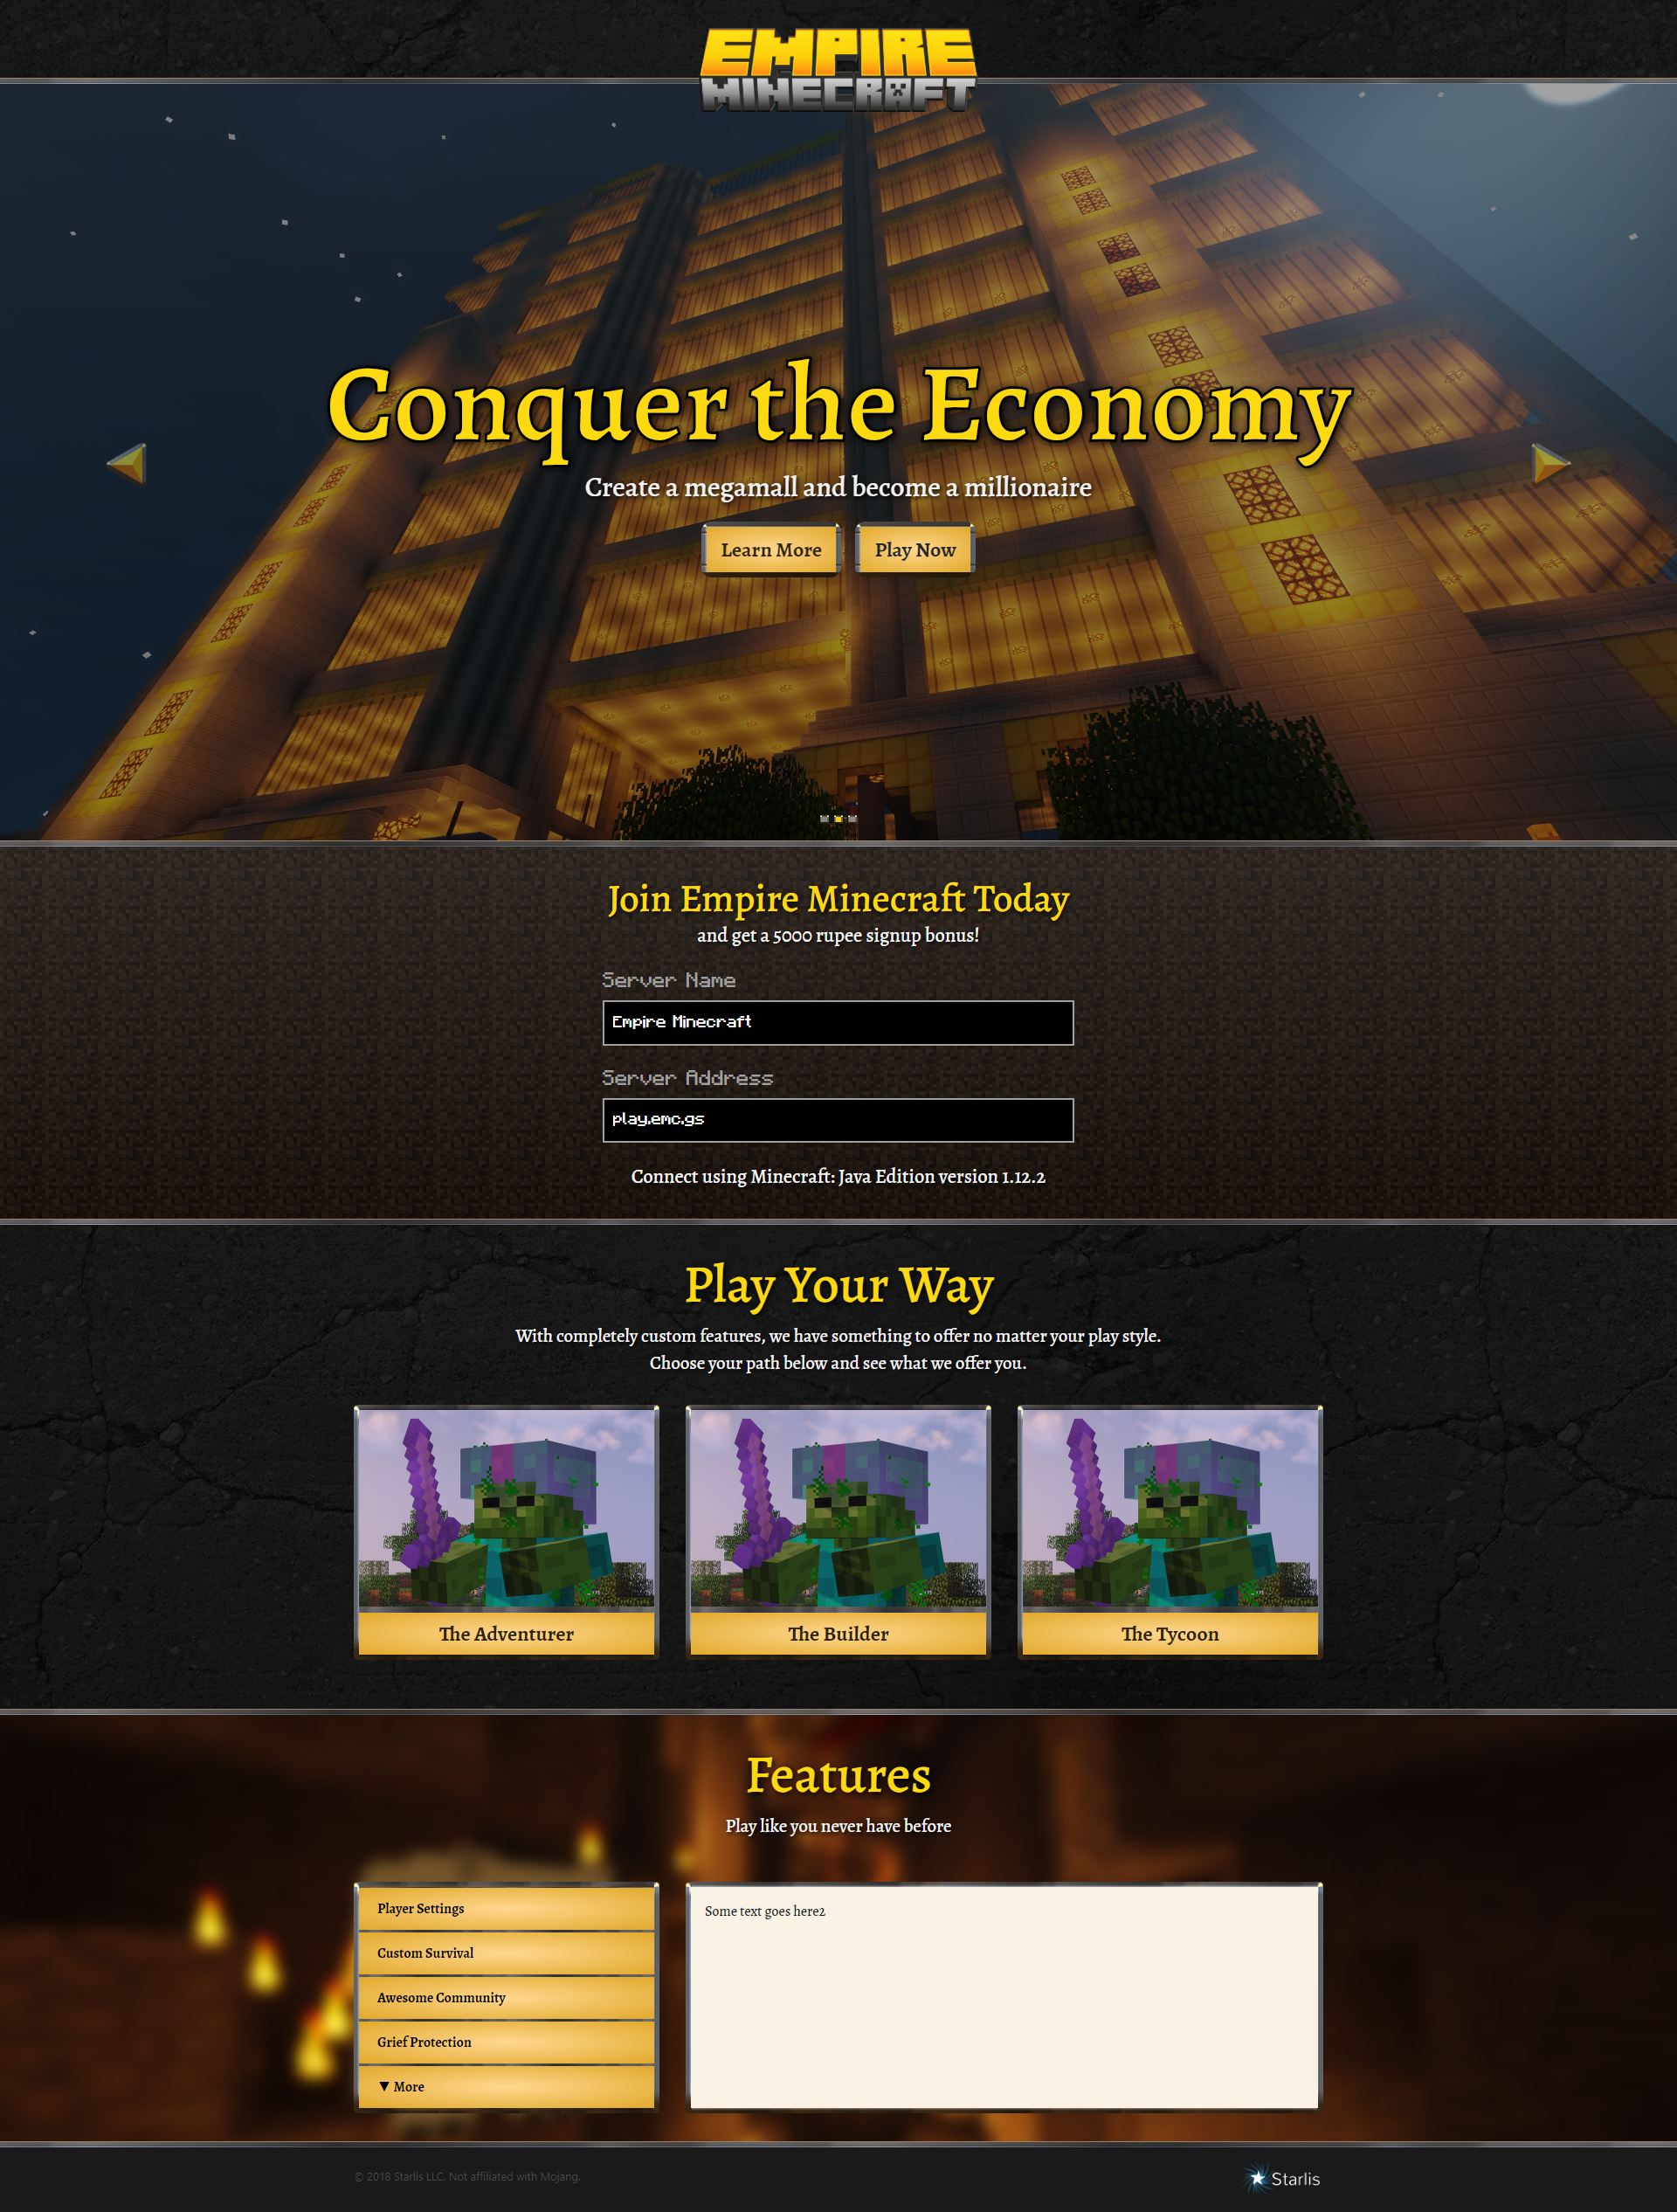 EMPIRE
MINECRAFT
Conquer the Economy
Create a megamall and become a millionaire
Learn More
Play Now
Join Empire Minecraft Today
and get a 5000 rupee signup bonus!
Server Name
Empire Minecraft
Server Address
play.emc.gs
Connect using Minecraft: Java Edition version 1.12.2
Play Your Way
With completely custom features, we have something to offer no matter your play style.
Choose your path below and see what we offer you.
The Adventurer
The Builder
The Tycoon
Features
Play like you never have before
Player Settings
Custom Survival
Awesome Community
Grief Protection
▼ More
Some text goes here2
© 2018 Starlis LLC. Not affiliated with Mojang.
Starlis